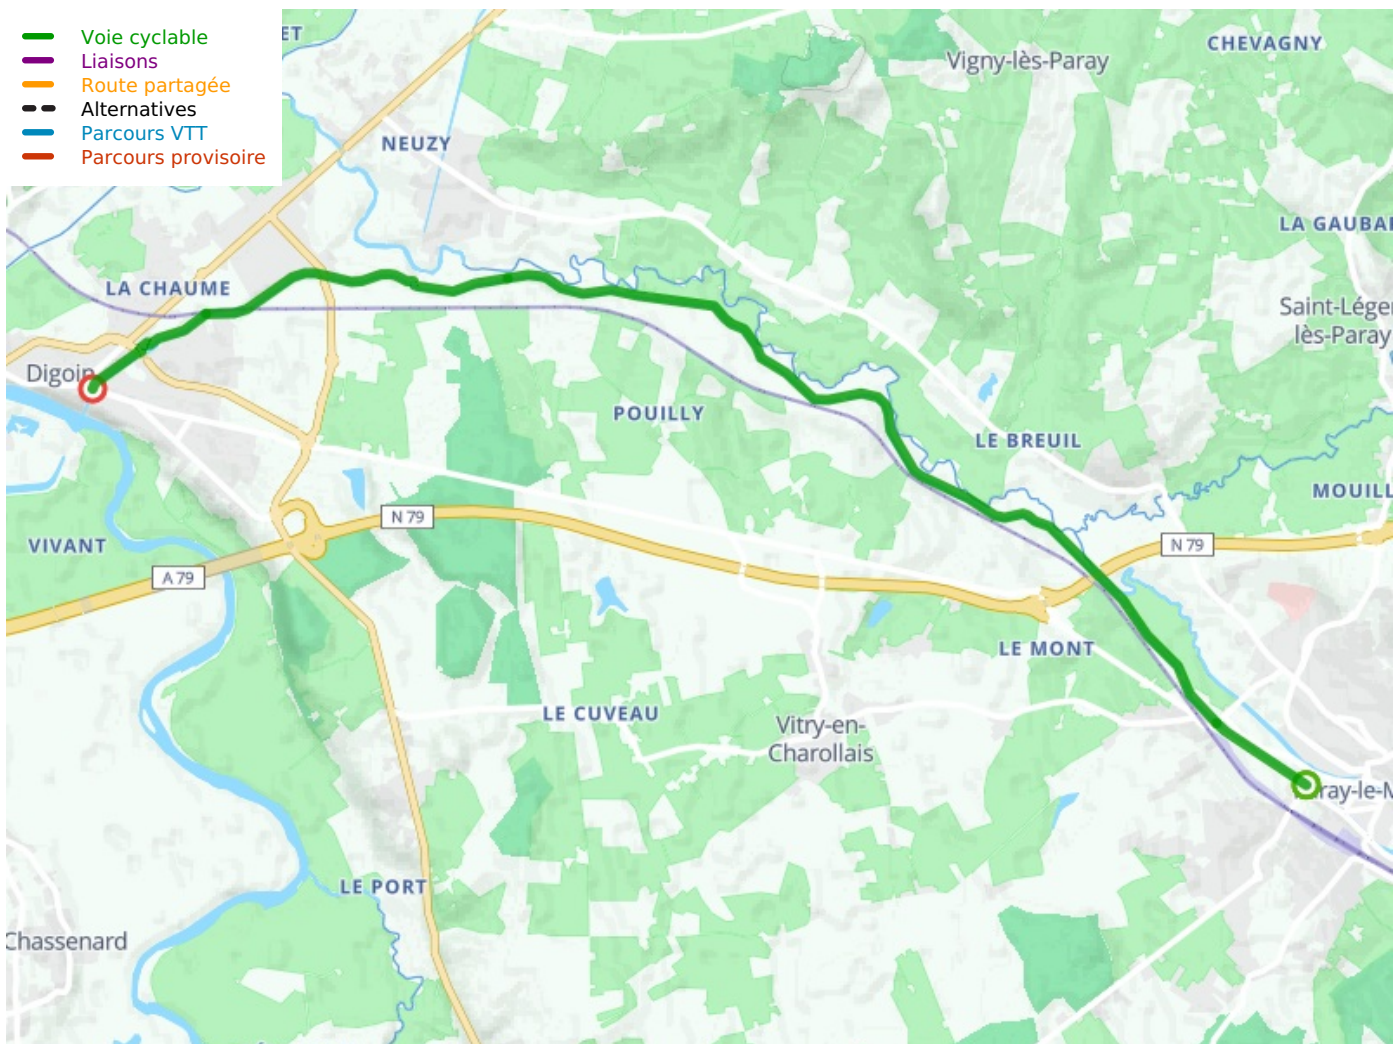 Voie cyclable
Liaisons
Route partagée
Alternatives
Parcours VTT
Parcours provisoire
ET
CHEVAGNY
Vigny-lès-Paray
NEUZY
LA GAUBAR
LA CHAUME
Saint-Léger
lès-Paray
Digoin
POUILLY
LE BREUIL
MOUILL
N 79
N 79
VIVANT
A 79
LE MONT
LE CUVEAU
Vitry-en-
Charollais
ray-le-M
LE PORT
Chassenard